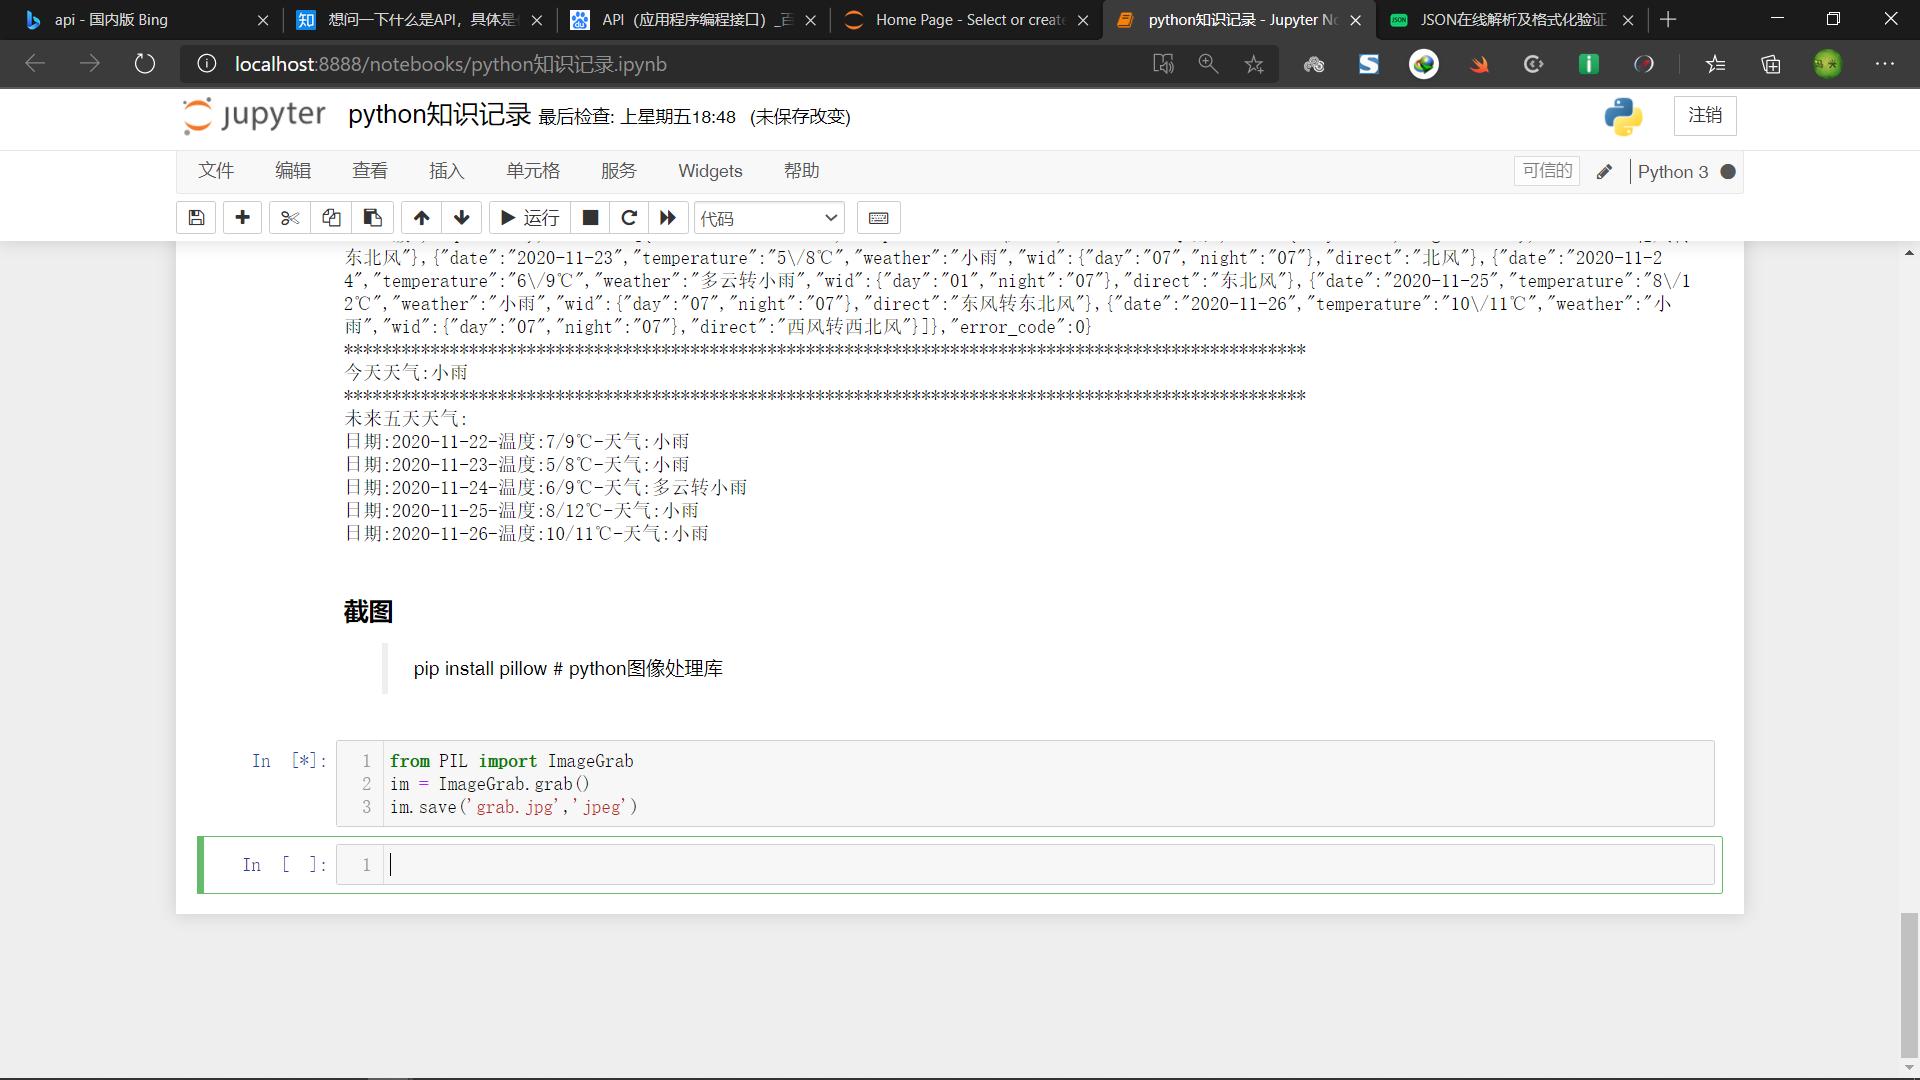 api - 国内版 Bing
想问一下什么是API，具体是
API（应用程序编程接口）_百
Home Page - Select or create
python知识记录 - Jupyter No
JSON在线解析及格式化验证
localhost:8888/notebooks/python知识记录.ipynb
jupyter python知识记录 最后检查: 上星期五18:48 (未保存改变)
注销
文件 编辑 查看 插入 单元格 服务 Widgets 帮助
可信的 Python 3
运行 代码
东北风"},{"date":"2020-11-23","temperature":"5\/8℃","weather":"小雨","wid":{"day":"07","night":"07"},"direct":"北风"},{"date":"2020-11-2
4","temperature":"6\/9℃","weather":"多云转小雨","wid":{"day":"01","night":"07"},"direct":"东北风"},{"date":"2020-11-25","temperature":"8\/1
2℃","weather":"小雨","wid":{"day":"07","night":"07"},"direct":"东风转东北风"},{"date":"2020-11-26","temperature":"10\/11℃","weather":"小
雨","wid":{"day":"07","night":"07"},"direct":"西风转西北风"}]},"error_code":0}
****************************************************************************************************
今天天气:小雨
****************************************************************************************************
未来五天天气:
日期:2020-11-22-温度:7/9℃-天气:小雨
日期:2020-11-23-温度:5/8℃-天气:小雨
日期:2020-11-24-温度:6/9℃-天气:多云转小雨
日期:2020-11-25-温度:8/12℃-天气:小雨
日期:2020-11-26-温度:10/11℃-天气:小雨
截图
pip install pillow # python图像处理库
In [*]:
1 from PIL import ImageGrab
2 im = ImageGrab.grab()
3 im.save('grab.jpg','jpeg')
In [ ]:
1